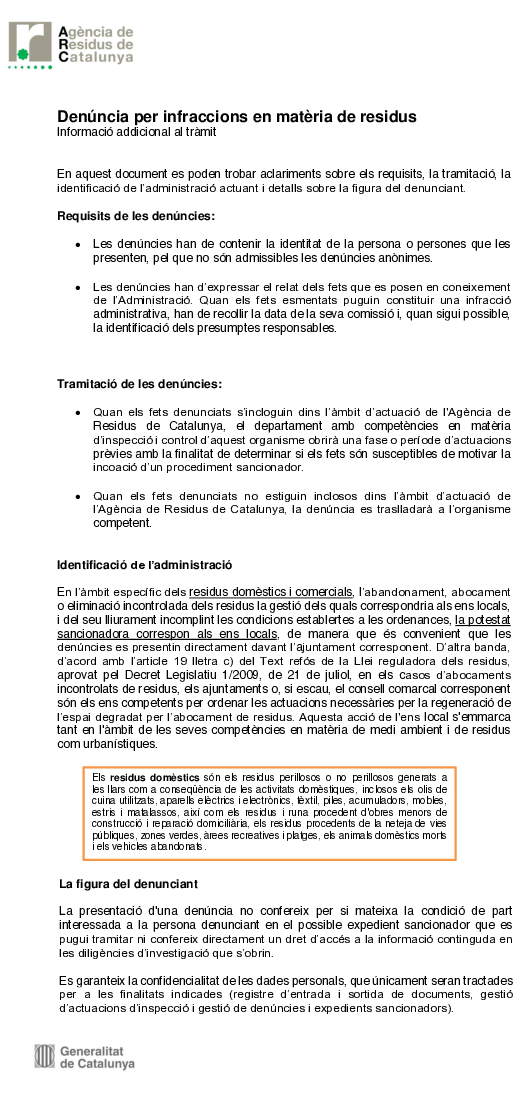 Agència de
Residus de
Catalunya
Denúncia per infraccions en matèria de residus
Informació addicional al tràmit
En aquest document es poden trobar aclariments sobre els requisits, la tramitació, la
identificació de l’administració actuant i detalls sobre la figura del denunciant.
Requisits de les denúncies:
• Les denúncies han de contenir la identitat de la persona o persones que les
presenten, pel que no són admissibles les denúncies anònimes.
• Les denúncies han d’expressar el relat dels fets que es posen en coneixement
de l’Administració. Quan els fets esmentats puguin constituir una infracció
administrativa, han de recollir la data de la seva comissió i, quan sigui possible,
la identificació dels presumptes responsables.
Tramitació de les denúncies:
• Quan els fets denunciats s’incloguin dins l’àmbit d’actuació de l’Agència de
Residus de Catalunya, el departament amb competències en matèria
d’inspecció i control d’aquest organisme obrirà una fase o període d’actuacions
prèvies amb la finalitat de determinar si els fets són susceptibles de motivar la
incoació d’un procediment sancionador.
• Quan els fets denunciats no estiguin inclosos dins l’àmbit d’actuació de
l’Agència de Residus de Catalunya, la denúncia es traslladarà a l’organisme
competent.
Identificació de l’administració
En l’àmbit específic dels residus domèstics i comercials, l’abandonament, abocament
o eliminació incontrolada dels residus la gestió dels quals correspondria als ens locals,
i del seu lliurament incomplint les condicions establertes a les ordenances, la potestat
sancionadora correspon als ens locals, de manera que és convenient que les
denúncies es presentin directament davant l’ajuntament corresponent. D’altra banda,
d’acord amb l’article 19 lletra c) del Text refós de la Llei reguladora dels residus,
aprovat pel Decret Legislatiu 1/2009, de 21 de juliol, en els casos d’abocaments
incontrolats de residus, els ajuntaments o, si escau, el consell comarcal corresponent
són els ens competents per ordenar les actuacions necessàries per la regeneració de
l’espai degradat per l’abocament de residus. Aquesta acció de l’ens local s'emmarca
tant en l'àmbit de les seves competències en matèria de medi ambient i de residus
com urbanístiques.
Els residus domèstics són els residus perillosos o no perillosos generats a
les llars com a conseqüència de les activitats domèstiques, inclosos els olis de
cuina utilitzats, aparells elèctrics i electrònics, tèxtil, piles, acumuladors, mobles,
estris i matalassos, així com els residus i runa procedent d'obres menors de
construcció i reparació domiciliària, els residus procedents de la neteja de vies
públiques, zones verdes, àrees recreatives i platges, els animals domèstics morts
i els vehicles abandonats.
La figura del denunciant
La presentació d'una denúncia no confereix per si mateixa la condició de part
interessada a la persona denunciant en el possible expedient sancionador que es
pugui tramitar ni confereix directament un dret d’accés a la informació continguda en
les diligències d’investigació que s’obrin.
Es garanteix la confidencialitat de les dades personals, que únicament seran tractades
per a les finalitats indicades (registre d’entrada i sortida de documents, gestió
d’actuacions d’inspecció i gestió de denúncies i expedients sancionadors).
Generalitat
de Catalunya